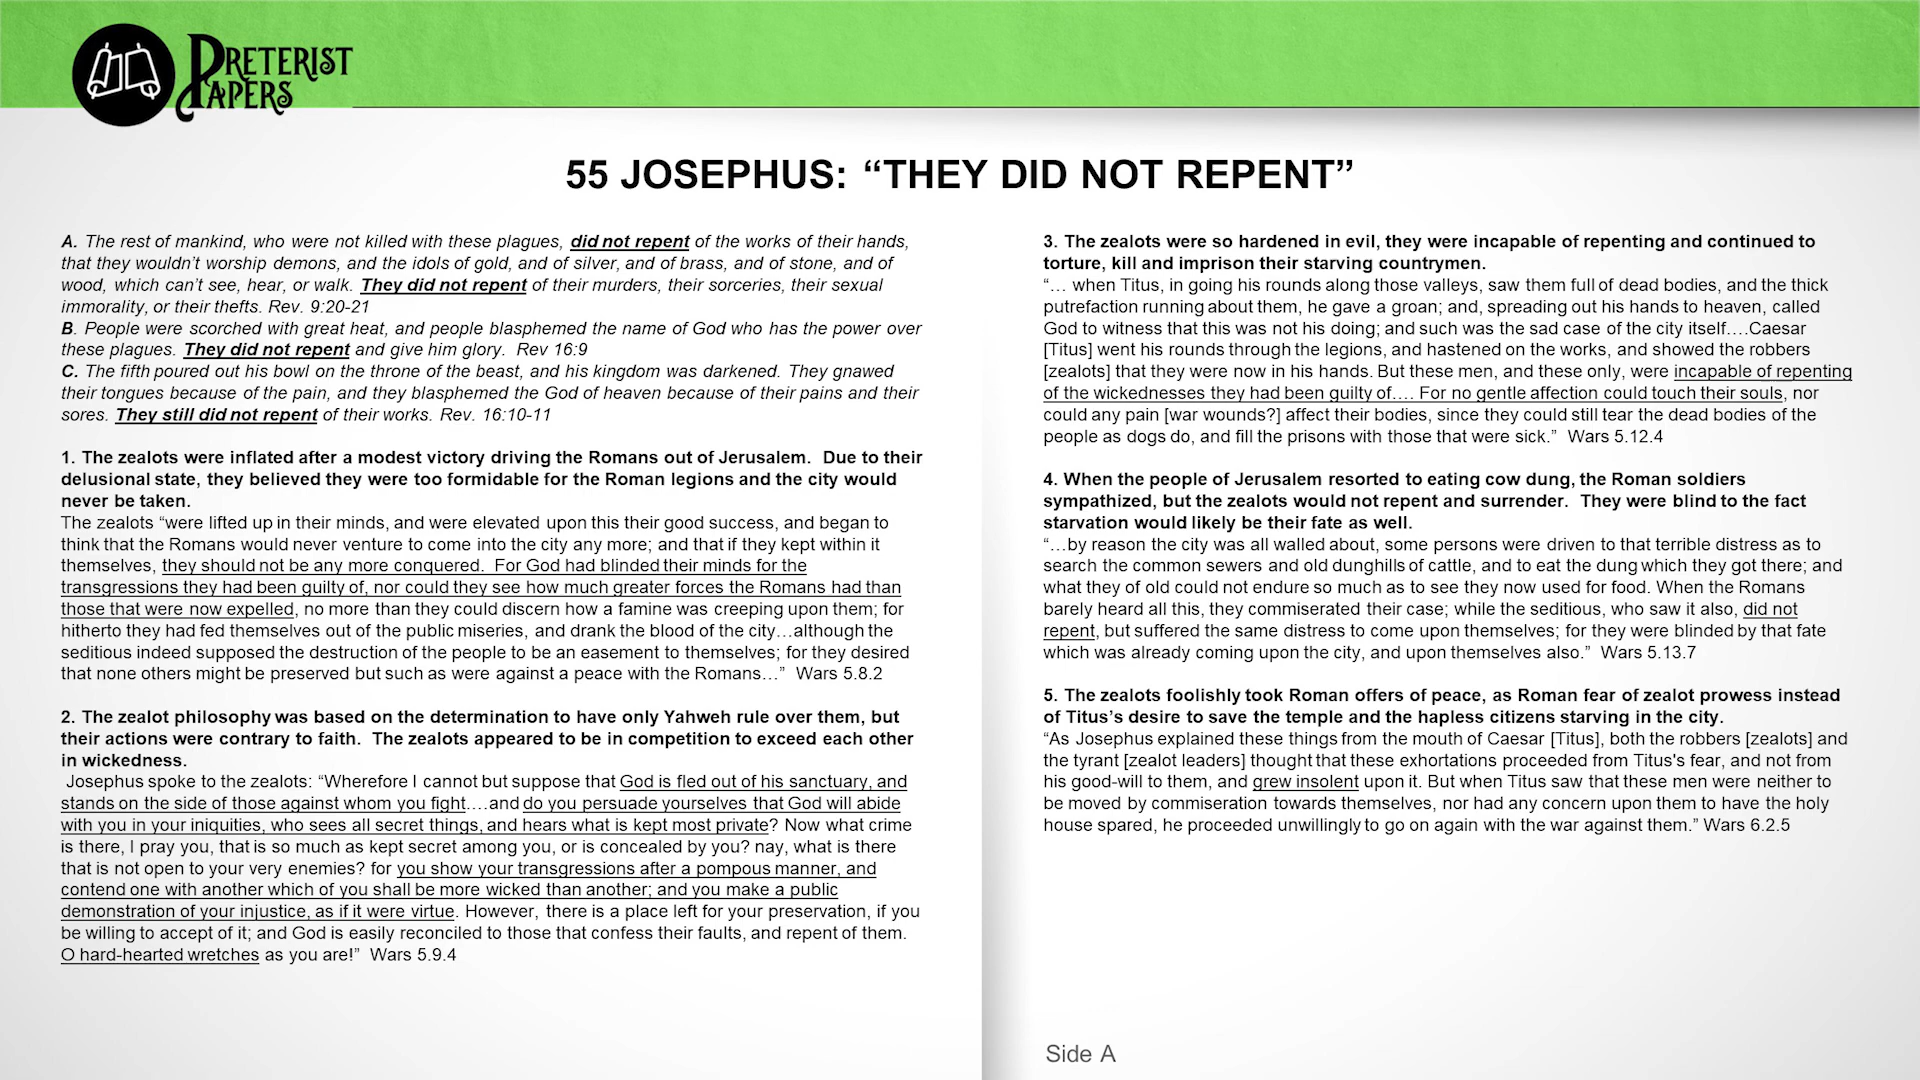 PRETERIST
PAPERS
55 JOSEPHUS: “THEY DID NOT REPENT”
A. The rest of mankind, who were not killed with these plagues, did not repent of the works of their hands,
that they wouldn’t worship demons, and the idols of gold, and of silver, and of brass, and of stone, and of
wood, which can’t see, hear, or walk. They did not repent of their murders, their sorceries, their sexual
immorality, or their thefts. Rev. 9:20-21
B. People were scorched with great heat, and people blasphemed the name of God who has the power over
these plagues. They did not repent and give him glory. Rev 16:9
C. The fifth poured out his bowl on the throne of the beast, and his kingdom was darkened. They gnawed
their tongues because of the pain, and they blasphemed the God of heaven because of their pains and their
sores. They still did not repent of their works. Rev. 16:10-11
1. The zealots were inflated after a modest victory driving the Romans out of Jerusalem. Due to their
delusional state, they believed they were too formidable for the Roman legions and the city would
never be taken.
The zealots “were lifted up in their minds, and were elevated upon this their good success, and began to
think that the Romans would never venture to come into the city any more; and that if they kept within it
themselves, they should not be any more conquered. For God had blinded their minds for the
transgressions they had been guilty of, nor could they see how much greater forces the Romans had than
those that were now expelled, no more than they could discern how a famine was creeping upon them; for
hitherto they had fed themselves out of the public miseries, and drank the blood of the city…although the
seditious indeed supposed the destruction of the people to be an easement to themselves; for they desired
that none others might be preserved but such as were against a peace with the Romans…” Wars 5.8.2
2. The zealot philosophy was based on the determination to have only Yahweh rule over them, but
their actions were contrary to faith. The zealots appeared to be in competition to exceed each other
in wickedness.
Josephus spoke to the zealots: “Wherefore I cannot but suppose that God is fled out of his sanctuary, and
stands on the side of those against whom you fight….and do you persuade yourselves that God will abide
with you in your iniquities, who sees all secret things, and hears what is kept most private? Now what crime
is there, I pray you, that is so much as kept secret among you, or is concealed by you? nay, what is there
that is not open to your very enemies? for you show your transgressions after a pompous manner, and
contend one with another which of you shall be more wicked than another; and you make a public
demonstration of your injustice, as if it were virtue. However, there is a place left for your preservation, if you
be willing to accept of it; and God is easily reconciled to those that confess their faults, and repent of them.
O hard-hearted wretches as you are!” Wars 5.9.4
3. The zealots were so hardened in evil, they were incapable of repenting and continued to
torture, kill and imprison their starving countrymen.
“… when Titus, in going his rounds along those valleys, saw them full of dead bodies, and the thick
putrefaction running about them, he gave a groan; and, spreading out his hands to heaven, called
God to witness that this was not his doing; and such was the sad case of the city itself….Caesar
[Titus] went his rounds through the legions, and hastened on the works, and showed the robbers
[zealots] that they were now in his hands. But these men, and these only, were incapable of repenting
of the wickednesses they had been guilty of…. For no gentle affection could touch their souls, nor
could any pain [war wounds?] affect their bodies, since they could still tear the dead bodies of the
people as dogs do, and fill the prisons with those that were sick.” Wars 5.12.4
4. When the people of Jerusalem resorted to eating cow dung, the Roman soldiers
sympathized, but the zealots would not repent and surrender. They were blind to the fact
starvation would likely be their fate as well.
“…by reason the city was all walled about, some persons were driven to that terrible distress as to
search the common sewers and old dunghills of cattle, and to eat the dung which they got there; and
what they of old could not endure so much as to see they now used for food. When the Romans
barely heard all this, they commiserated their case; while the seditious, who saw it also, did not
repent, but suffered the same distress to come upon themselves; for they were blinded by that fate
which was already coming upon the city, and upon themselves also.” Wars 5.13.7
5. The zealots foolishly took Roman offers of peace, as Roman fear of zealot prowess instead
of Titus’s desire to save the temple and the hapless citizens starving in the city.
“As Josephus explained these things from the mouth of Caesar [Titus], both the robbers [zealots] and
the tyrant [zealot leaders] thought that these exhortations proceeded from Titus's fear, and not from
his good-will to them, and grew insolent upon it. But when Titus saw that these men were neither to
be moved by commiseration towards themselves, nor had any concern upon them to have the holy
house spared, he proceeded unwillingly to go on again with the war against them.” Wars 6.2.5
Side A